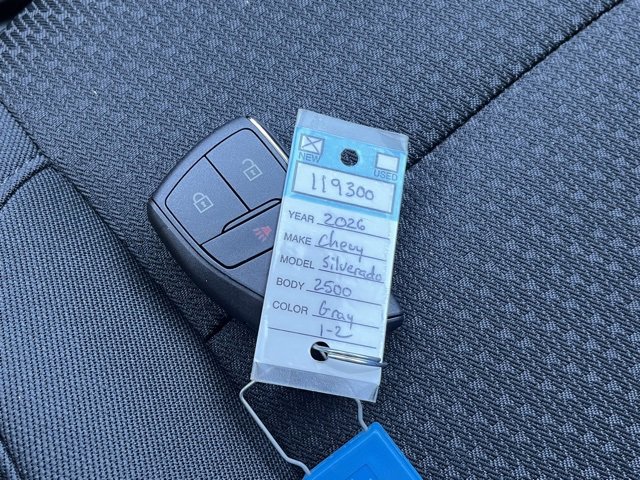 NEW USED
119300
YEAR 2026
MAKE Chevy
MODEL Silverado
BODY 2500
COLOR Gray
1-2